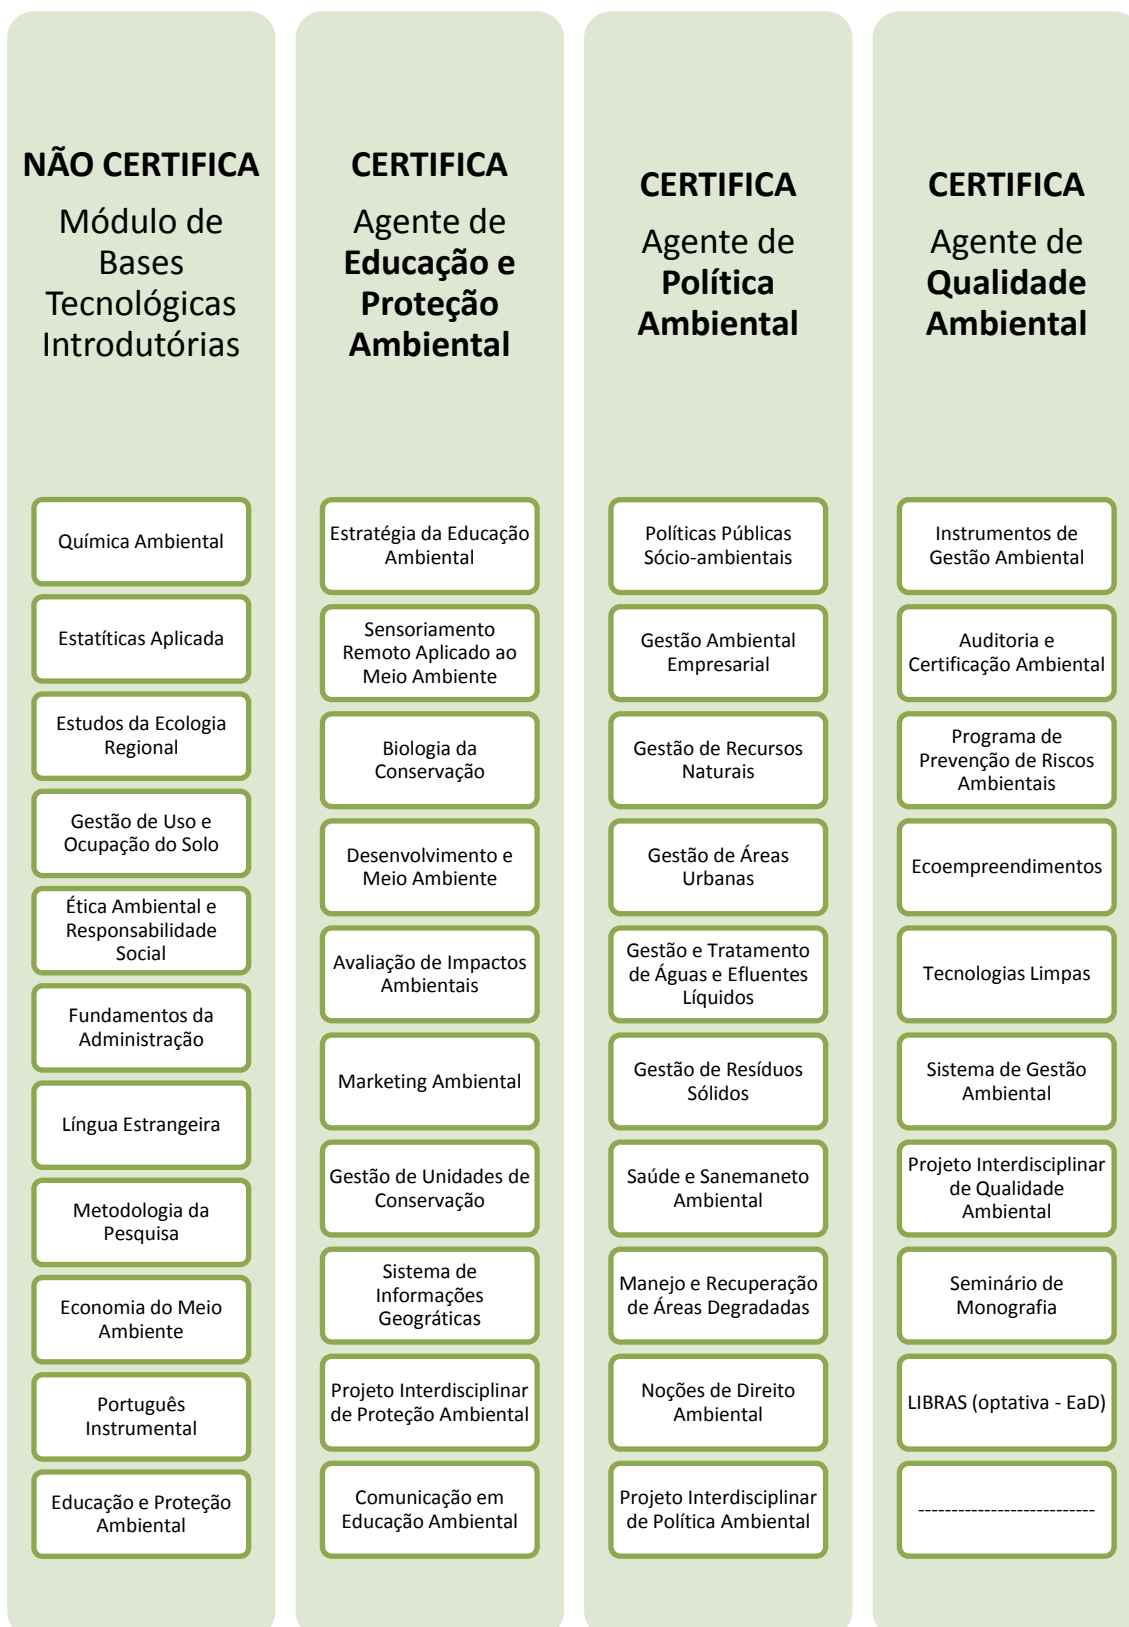 NÃO CERTIFICA
Módulo de
Bases
Tecnológicas
Introdutórias
Química Ambiental
Estatíticas Aplicada
Estudos da Ecologia
Regional
Gestão de Uso e
Ocupação do Solo
Ética Ambiental e
Responsabilidade
Social
Fundamentos da
Administração
Língua Estrangeira
Metodologia da
Pesquisa
Economia do Meio
Ambiente
Português
Instrumental
Educação e Proteção
Ambiental
CERTIFICA
Agente de
Educação e
Proteção
Ambiental
Estratégia da Educação
Ambiental
Sensoriamento
Remoto Aplicado ao
Meio Ambiente
Biologia da
Conservação
Desenvolvimento e
Meio Ambiente
Avaliação de Impactos
Ambientais
Marketing Ambiental
Gestão de Unidades de
Conservação
Sistema de
Informações
Geográticas
Projeto Interdisciplinar
de Proteção Ambiental
Comunicação em
Educação Ambiental
CERTIFICA
Agente de
Política
Ambiental
Políticas Públicas
Sócio-ambientais
Gestão Ambiental
Empresarial
Gestão de Recursos
Naturais
Gestão de Áreas
Urbanas
Gestão e Tratamento
de Águas e Efluentes
Líquidos
Gestão de Resíduos
Sólidos
Saúde e Sanemaneto
Ambiental
Manejo e Recuperação
de Áreas Degradadas
Noções de Direito
Ambiental
Projeto Interdisciplinar
de Política Ambiental
CERTIFICA
Agente de
Qualidade
Ambiental
Instrumentos de
Gestão Ambiental
Auditoria e
Certificação Ambiental
Programa de
Prevenção de Riscos
Ambientais
Ecoempreendimentos
Tecnologias Limpas
Sistema de Gestão
Ambiental
Projeto Interdisciplinar
de Qualidade
Ambiental
Seminário de
Monografia
LIBRAS (optativa - EaD)
---------------------------